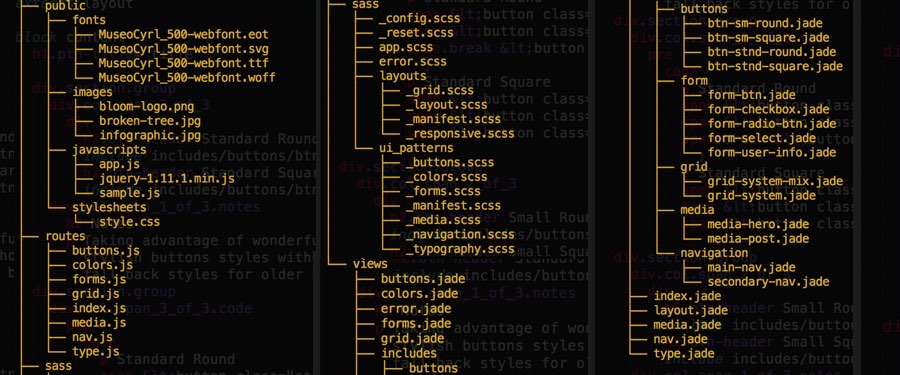 public
fonts
MuseoCyrl_500-webfont.eot
MuseoCyrl_500-webfont.svg
MuseoCyrl_500-webfont.ttf
MuseoCyrl_500-webfont.woff
images
bloom-logo.png
broken-tree.jpg
infographic.jpg
javascripts
app.js
jquery-1.11.1.min.js
sample.js
stylesheets
style.css
routes
buttons.js
colors.js
forms.js
grid.js
index.js
media.js
nav.js
type.js
sass
sass
_config.scss
_reset.scss
app.scss
error.scss
layouts
_grid.scss
_layout.scss
_manifest.scss
_responsive.scss
ui_patterns
_buttons.scss
_colors.scss
_forms.scss
_manifest.scss
_media.scss
_navigation.scss
_typography.scss
views
buttons.jade
colors.jade
error.jade
forms.jade
grid.jade
includes
buttons
buttons
btn-sm-round.jade
btn-sm-square.jade
btn-stnd-round.jade
btn-stnd-square.jade
form
form-btn.jade
form-checkbox.jade
form-radio-btn.jade
form-select.jade
form-user-info.jade
grid
grid-system-mix.jade
grid-system.jade
media
media-hero.jade
media-post.jade
navigation
main-nav.jade
secondary-nav.jade
index.jade
layout.jade
media.jade
nav.jade
type.jade